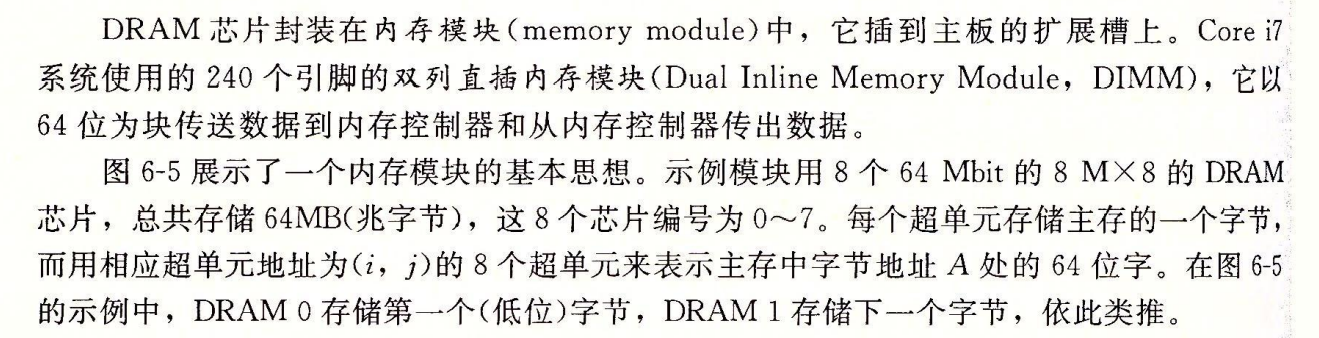 DRAM 芯片封装在内存模块(memory module)中，它插到主板的扩展槽上。Core i7
系统使用的 240 个引脚的双列直插内存模块(Dual Inline Memory Module，DIMM)，它以
64 位为块传送数据到内存控制器和从内存控制器传出数据。
图 6-5 展示了一个内存模块的基本思想。示例模块用 8 个 64 Mbit 的 8 M×8 的 DRAM
芯片，总共存储 64MB(兆字节)，这 8 个芯片编号为 0～7。每个超单元存储主存的一个字节，
而用相应超单元地址为(i，j)的 8 个超单元来表示主存中字节地址 A 处的 64 位字。在图 6-5
的示例中，DRAM 0 存储第一个(低位)字节，DRAM 1 存储下一个字节，依此类推。